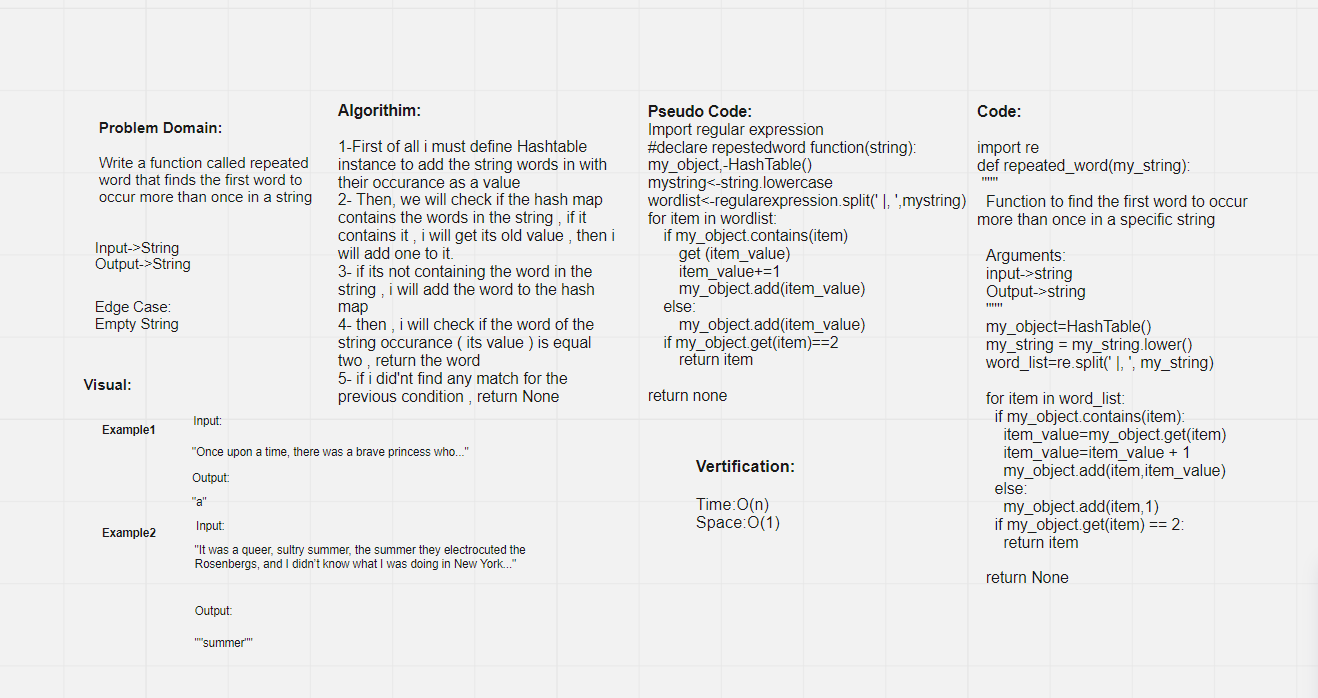 Problem Domain:
Write a function called repeated
word that finds the first word to
occur more than once in a string
Input->String
Output->String
Edge Case:
Empty String
Visual:
Example1
Input:
"Once upon a time, there was a brave princess who..."
Output:
"a"
Example2
Input:
"It was a queer, sultry summer, the summer they electrocuted the
Rosenbergs, and I didn't know what I was doing in New York..."
Output:
""summer""
Algorithim:
1-First of all i must define Hashtable
instance to add the string words in with
their occurance as a value
2- Then, we will check if the hash map
contains the words in the string , if it
contains it , i will get its old value , then i
will add one to it.
3- if its not containing the word in the
string , i will add the word to the hash
map
4- then , i will check if the word of the
string occurance ( its value ) is equal
two , return the word
5- if i did'nt find any match for the
previous condition , return None
Pseudo Code:
Import regular expression
#declare repestedword function(string):
my_object,-HashTable()
mystring<-string.lowercase
wordlist<-regularexpression.split(' |, ',mystring)
for item in wordlist:
if my_object.contains(item)
get (item_value)
item_value+=1
my_object.add(item_value)
else:
my_object.add(item_value)
if my_object.get(item)==2
return item
return none
Vertification:
Time:O(n)
Space:O(1)
Code:
import re
def repeated_word(my_string):
"""
Function to find the first word to occur
more than once in a specific string
Arguments:
input->string
Output->string
"""
my_object=HashTable()
my_string = my_string.lower()
word_list=re.split(' |, ', my_string)
for item in word_list:
if my_object.contains(item):
item_value=my_object.get(item)
item_value=item_value + 1
my_object.add(item,item_value)
else:
my_object.add(item,1)
if my_object.get(item) == 2:
return item
return None